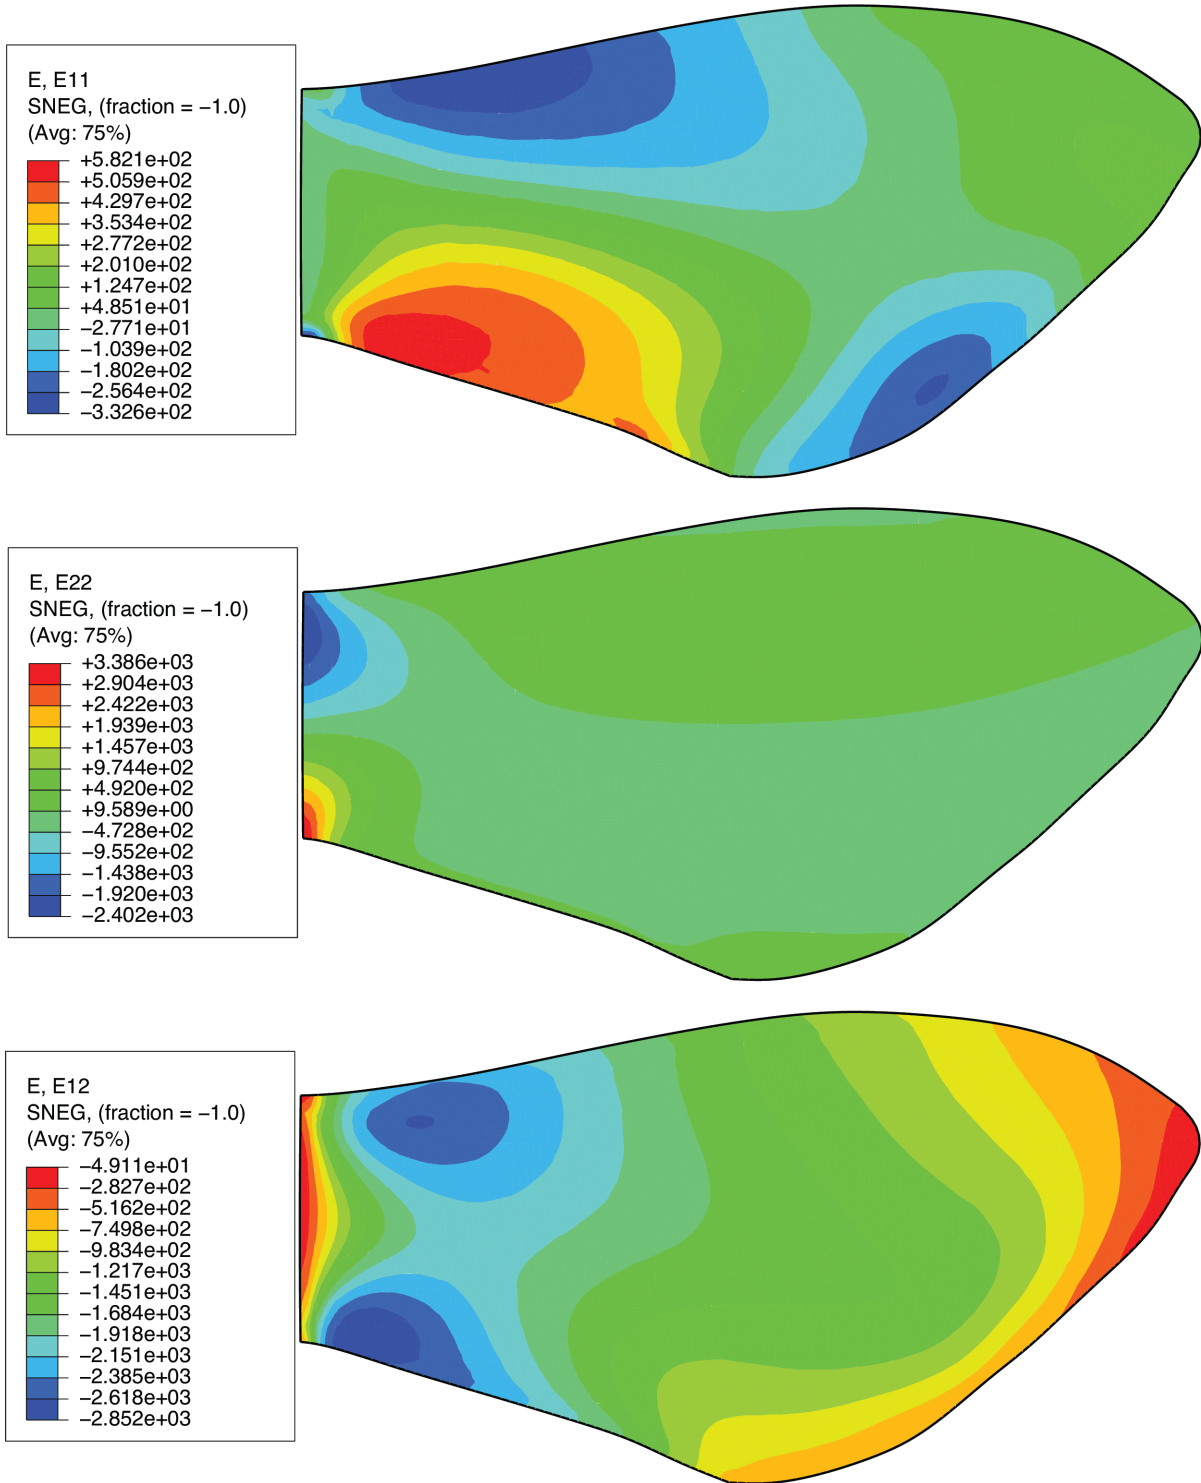 E, E11
SNEG, (fraction = −1.0)
(Avg: 75%)
+5.821e+02
+5.059e+02
+4.297e+02
+3.534e+02
+2.772e+02
+2.010e+02
+1.247e+02
+4.851e+01
−2.771e+01
−1.039e+02
−1.802e+02
−2.564e+02
−3.326e+02
E, E22
SNEG, (fraction = −1.0)
(Avg: 75%)
+3.386e+03
+2.904e+03
+2.422e+03
+1.939e+03
+1.457e+03
+9.744e+02
+4.920e+02
+9.589e+00
−4.728e+02
−9.552e+02
−1.438e+03
−1.920e+03
−2.402e+03
E, E12
SNEG, (fraction = −1.0)
(Avg: 75%)
−4.911e+01
−2.827e+02
−5.162e+02
−7.498e+02
−9.834e+02
−1.217e+03
−1.451e+03
−1.684e+03
−1.918e+03
−2.151e+03
−2.385e+03
−2.618e+03
−2.852e+03